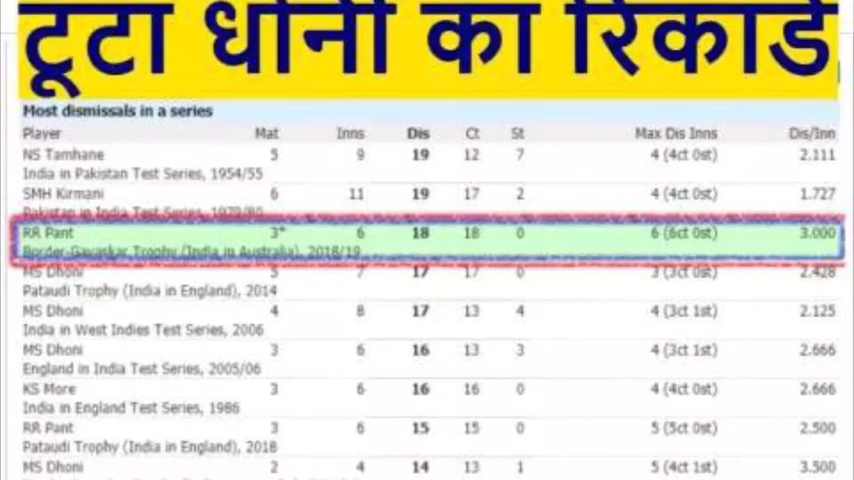 टूटा धोनी का रिकॉर्ड
Most dismissals in a series
Player Mat Inns Dis Ct St Max Dis Inns Dis/Inn
NS Tamhane 5 9 19 12 7 4 (4ct 0st) 2.111
India in Pakistan Test Series, 1954/55
SMH Kirmani 6 11 19 17 2 4 (4ct 0st) 1.727
Pakistan in India Test Series, 1979/80
RR Pant 3* 6 18 18 0 6 (6ct 0st) 3.000
Border-Gavaskar Trophy (India in Australia), 2018/19
MS Dhoni 5 7 17 17 0 3 (3ct 0st) 2.428
Pataudi Trophy (India in England), 2014
MS Dhoni 4 8 17 13 4 4 (3ct 1st) 2.125
India in West Indies Test Series, 2006
MS Dhoni 3 6 16 13 3 4 (3ct 1st) 2.666
England in India Test Series, 2005/06
KS More 3 6 16 16 0 4 (4ct 0st) 2.666
India in England Test Series, 1986
RR Pant 3 6 15 15 0 5 (5ct 0st) 2.500
Pataudi Trophy (India in England), 2018
MS Dhoni 2 4 14 13 1 5 (4ct 1st) 3.500